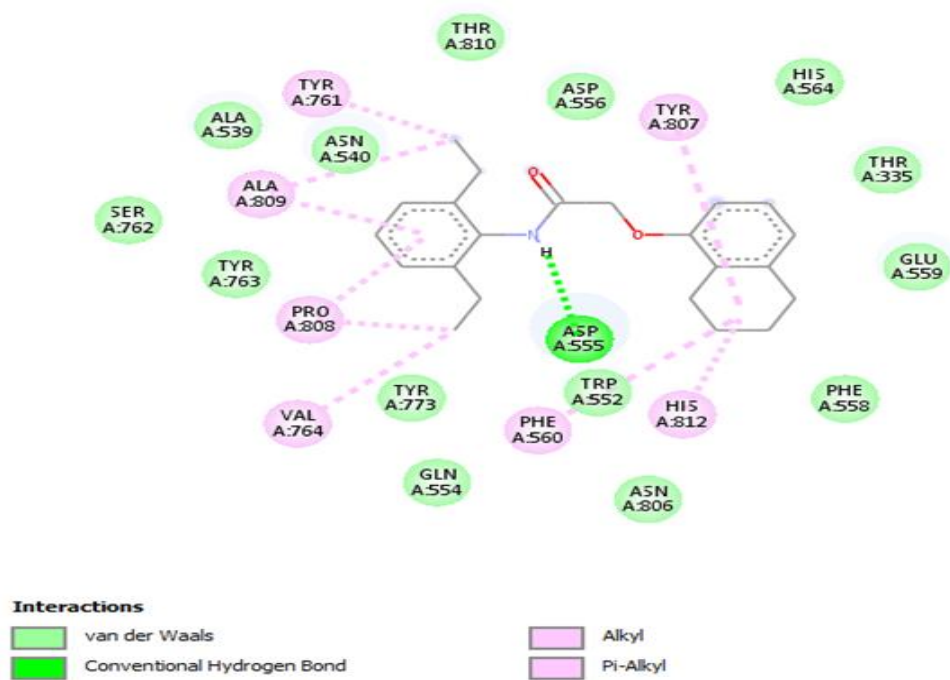 THR
A:810
TYR
A:761
ASP
A:556
HIS
A:564
TYR
A:807
ALA
A:539
ASN
A:540
THR
A:335
ALA
A:809
O
SER
A:762
N
H
O
GLU
A:559
TYR
A:763
PRO
A:808
ASP
A:555
TYR
A:773
TRP
A:552
PHE
A:558
VAL
A:764
PHE
A:560
HIS
A:812
GLN
A:554
ASN
A:806
Interactions
van der Waals
Conventional Hydrogen Bond
Alkyl
Pi-Alkyl